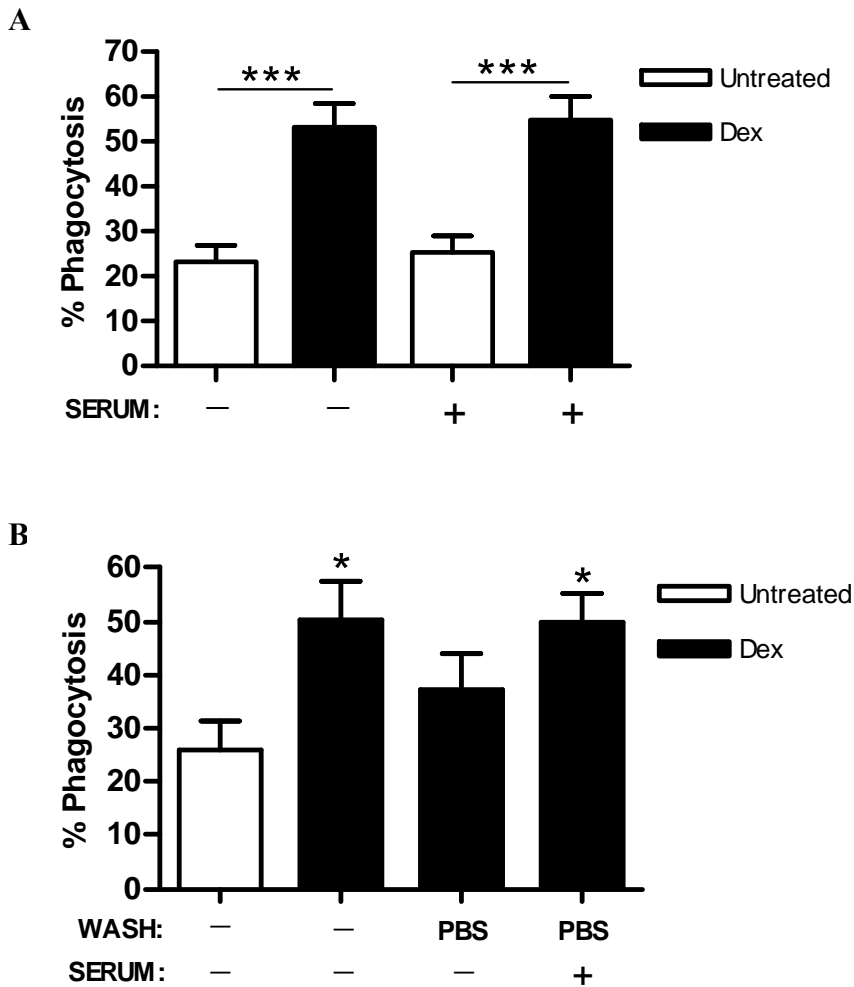 A
70
60
50
40
30
20
10
0
% Phagocytosis
*** ***
Untreated
Dex
SERUM: − − + +
B
60
50
40
30
20
10
0
% Phagocytosis
* *
Untreated
Dex
WASH: − − PBS PBS
SERUM: − − − +